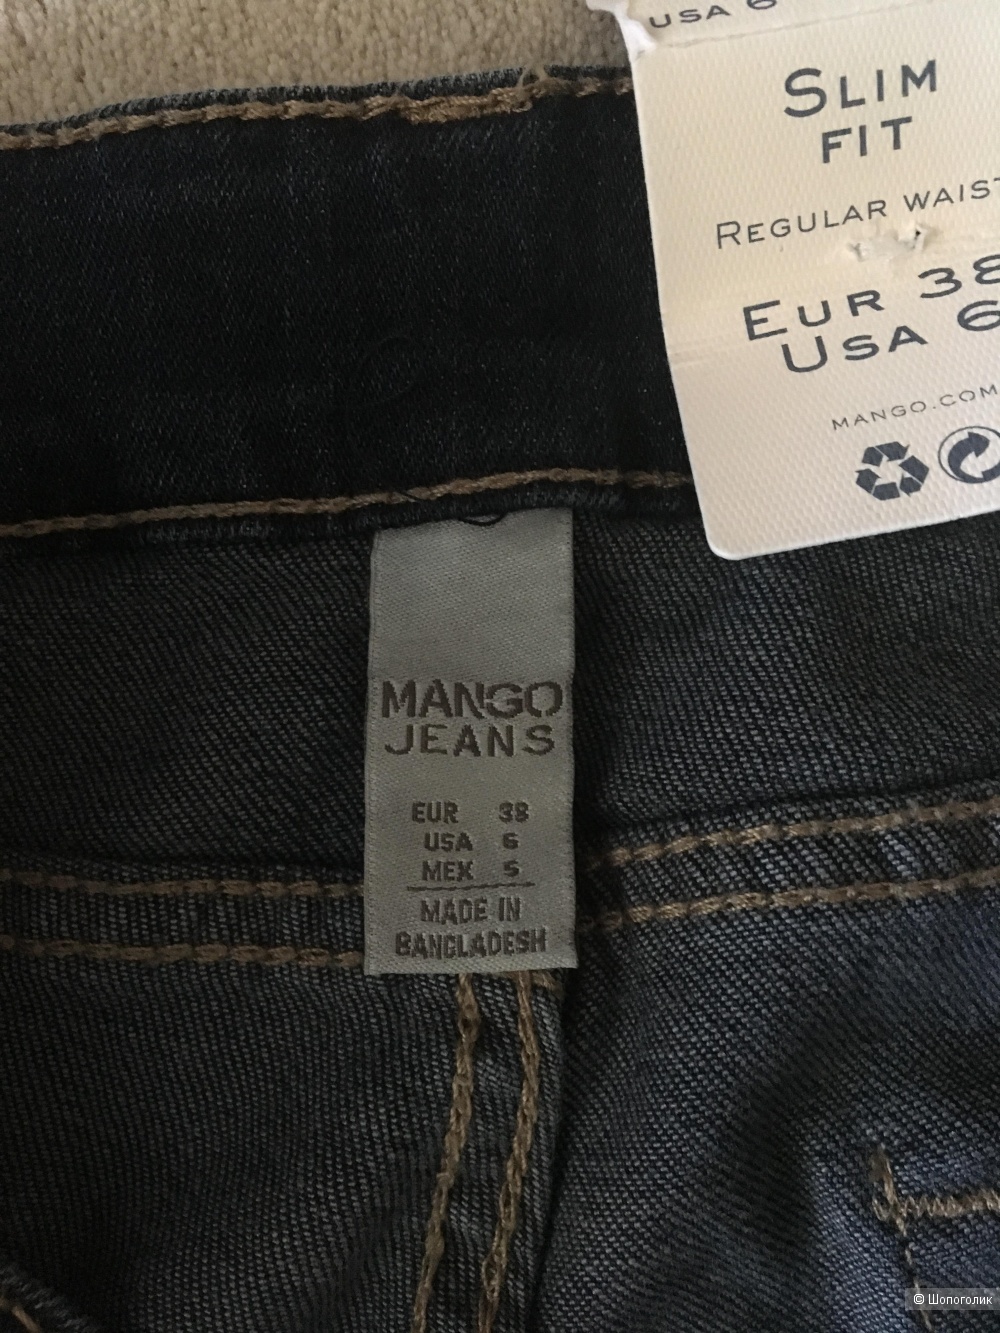 USA 6
SLIM
FIT
REGULAR WAIST
EUR 38
USA 6
MANGO.COM
MANGO
JEANS
EUR 38
USA 6
MEX 5
MADE IN
BANGLADESH
© Шопоголик